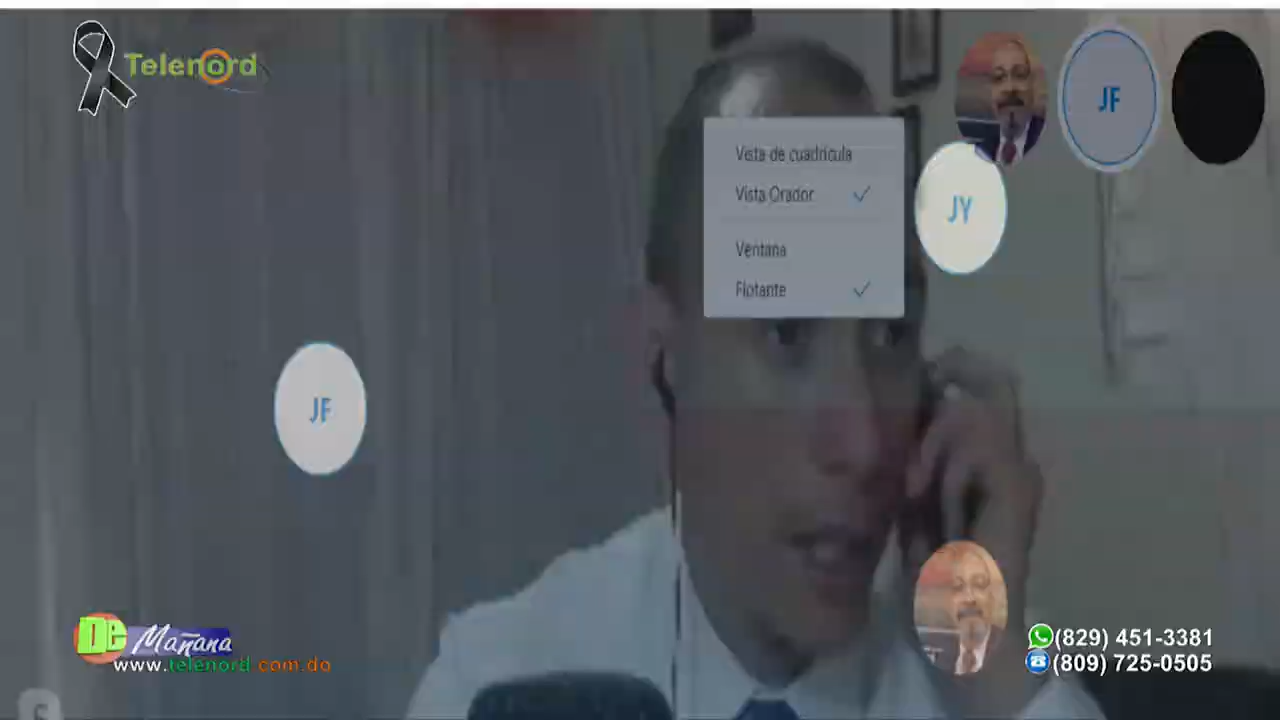 Telenord
JF
Vista de cuadrícula
Vista Orador
JY
Ventana
Flotante
JF
De
Mañana
(829) 451-3381
www.telenord.com.do
(809) 725-0505